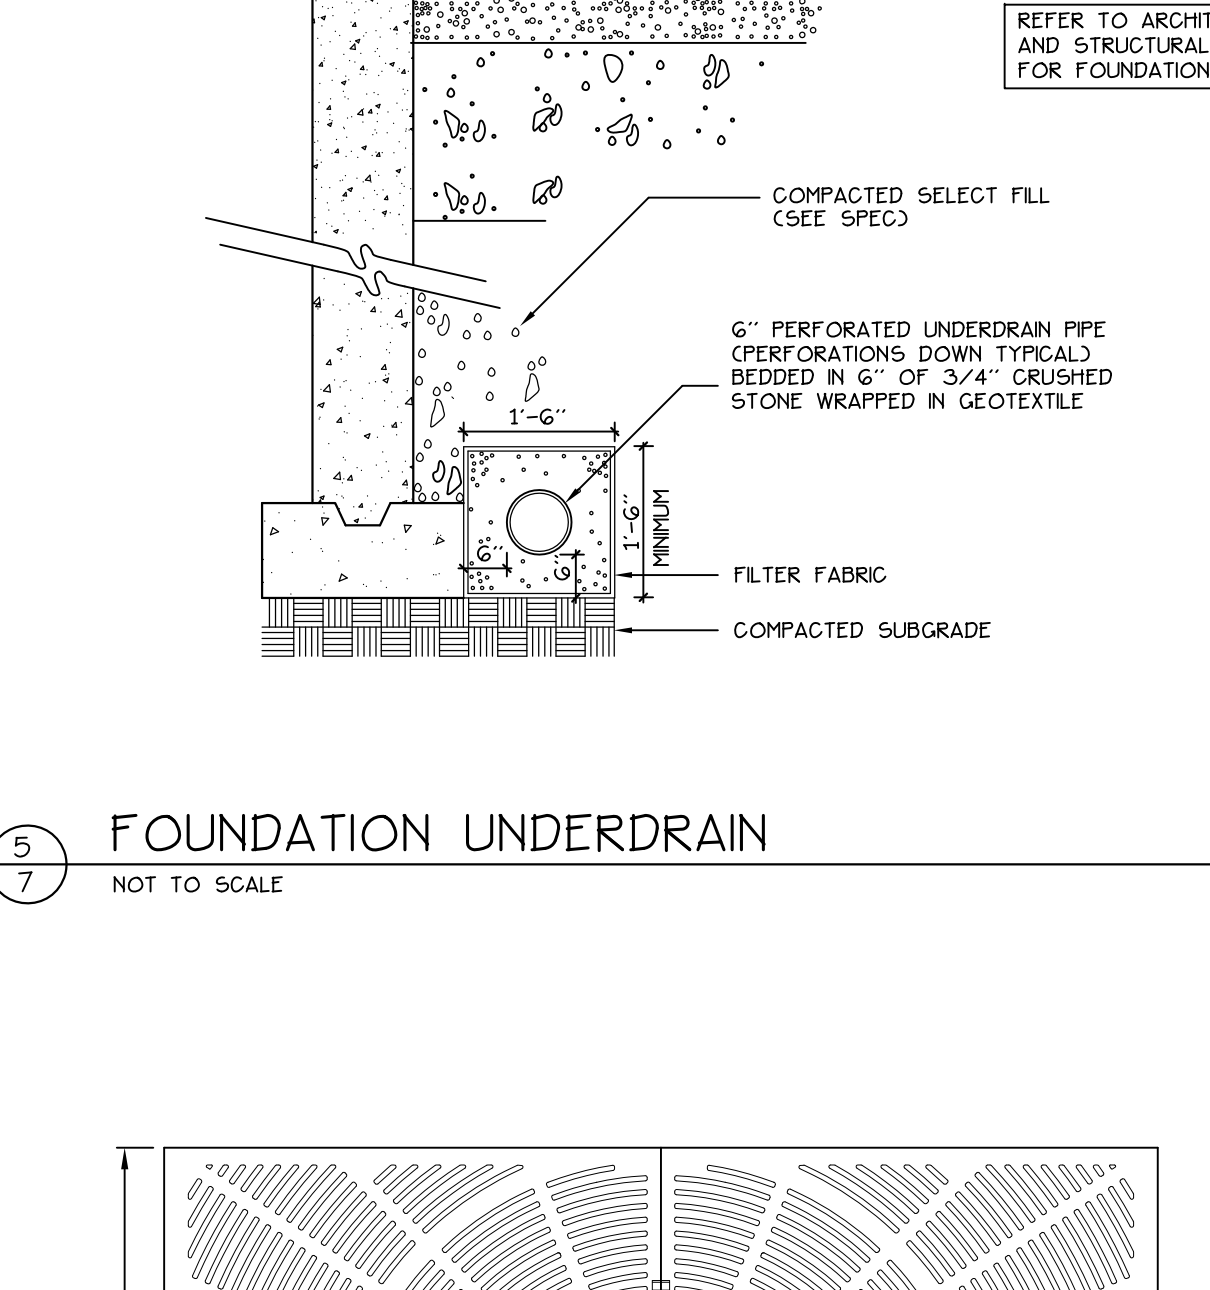 REFER TO ARCHIT
AND STRUCTURAL
FOR FOUNDATION
COMPACTED SELECT FILL
(SEE SPEC)
6'' PERFORATED UNDERDRAIN PIPE
(PERFORATIONS DOWN TYPICAL)
BEDDED IN 6'' OF 3/4'' CRUSHED
STONE WRAPPED IN GEOTEXTILE
1'-6''
1'-6''
MINIMUM
6''
6''
FILTER FABRIC
COMPACTED SUBGRADE
5
7
FOUNDATION UNDERDRAIN
NOT TO SCALE